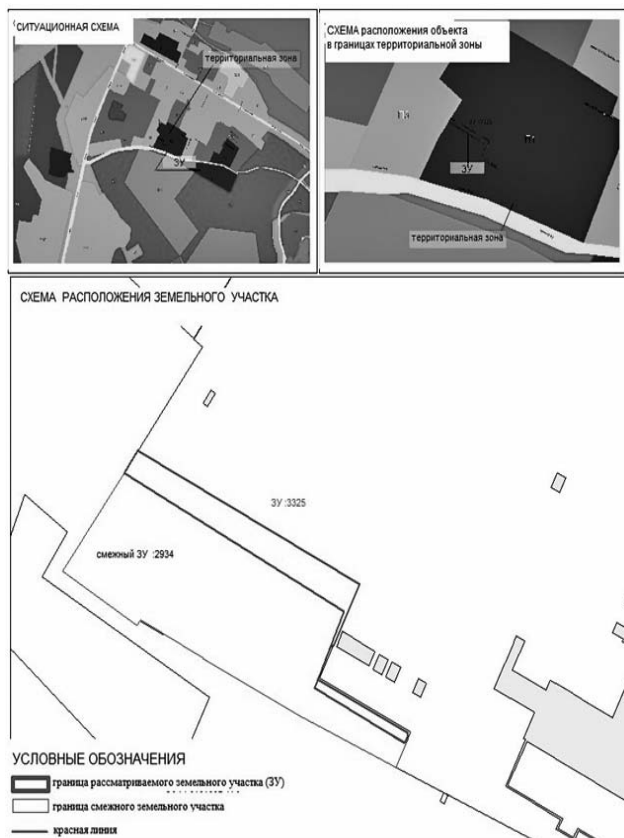 СИТУАЦИОННАЯ СХЕМА
территориальная зона
ЗУ
СХЕМА расположения объекта
в границах территориальной зоны
ЗУ
территориальная зона
СХЕМА РАСПОЛОЖЕНИЯ ЗЕМЕЛЬНОГО УЧАСТКА
ЗУ :3325
смежный ЗУ :2934
УСЛОВНЫЕ ОБОЗНАЧЕНИЯ
граница рассматриваемого земельного участка (ЗУ)
граница смежного земельного участка
красная линия